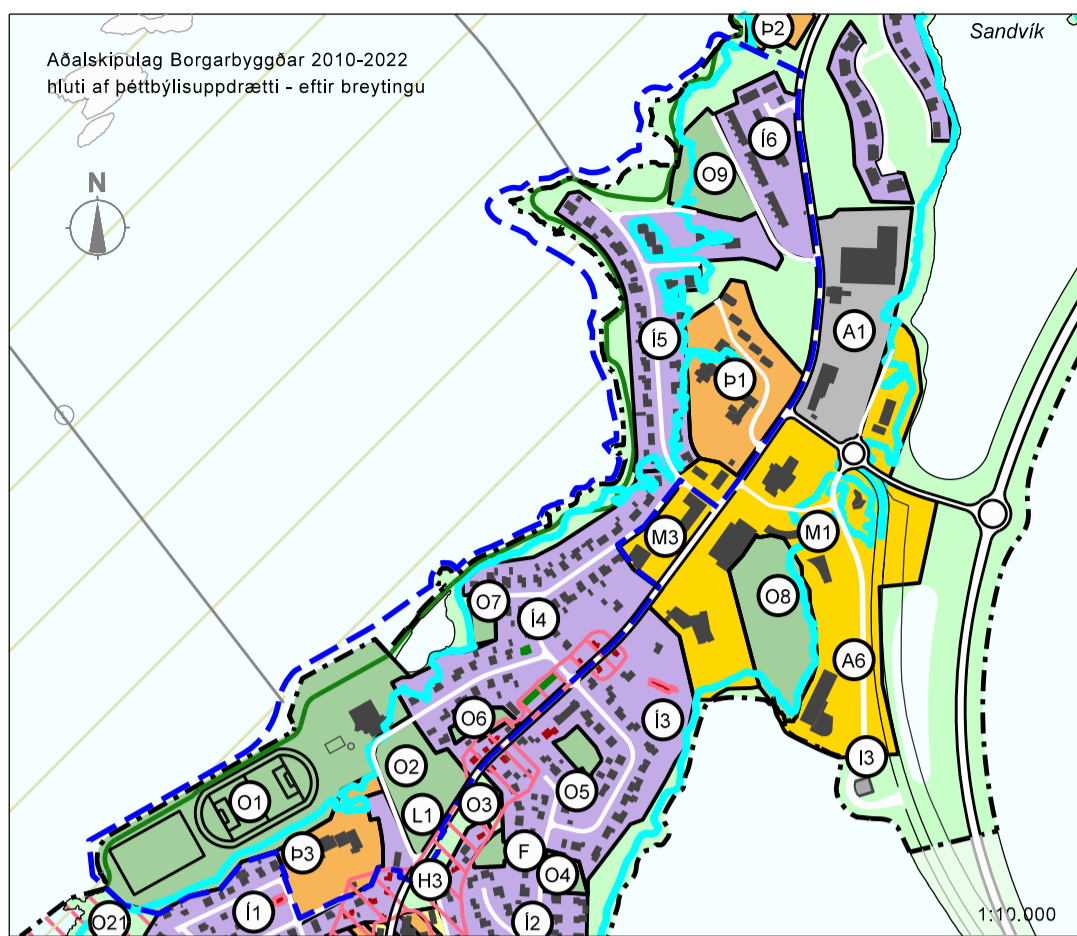 Aðalskipulag Borgarbyggðar 2010-2022
hluti af þéttbýlisuppdrætti - eftir breytingu
Sandvík
N
Þ2
Í6
O9
A1
Í5
Þ1
M3
M1
O8
O7
Í4
A6
O6
Í3
O2
I3
O1
O5
O3
L1
Þ3
F
O4
H3
Í1
O21
Í2
1:10.000